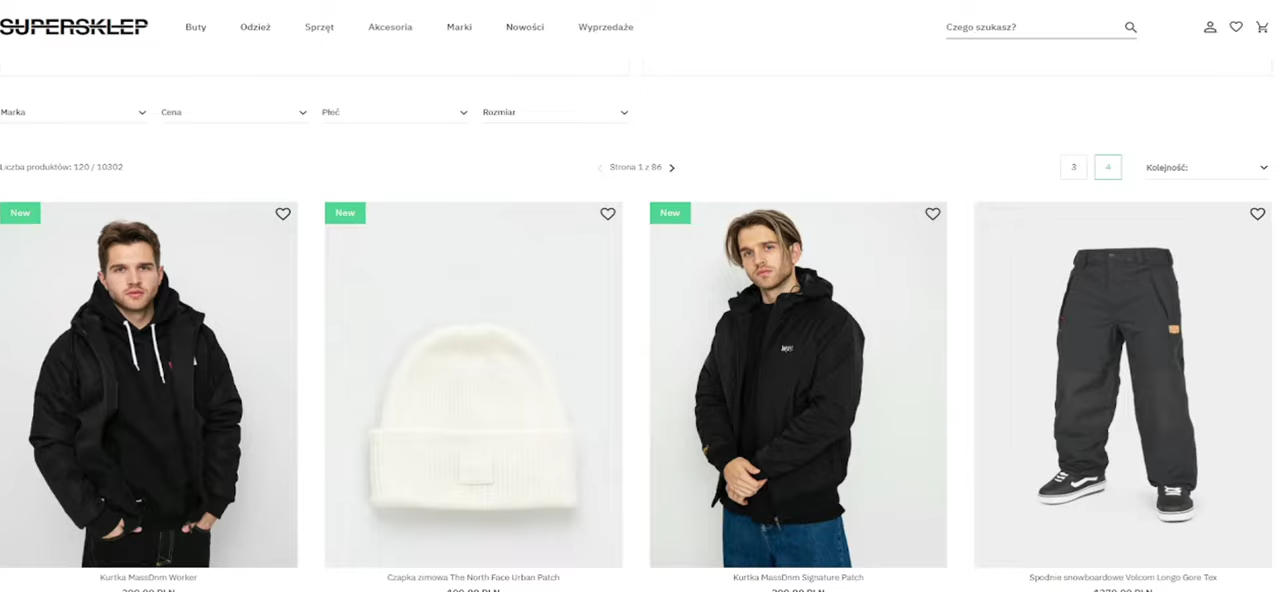 SUPERSKLEP Buty Odzież Sprzęt Akcesoria Marki Nowości Wyprzedaże Czego szukasz?
Marka Cena Płeć Rozmiar
Liczba produktów: 120 / 10302 Strona 1 z 86 3 4 Kolejność:
New New New
Kurtka MassDnm Worker Czapka zimowa The North Face Urban Patch Kurtka MassDnm Signature Patch Spodnie snowboardowe Volcom Longo Gore Tex